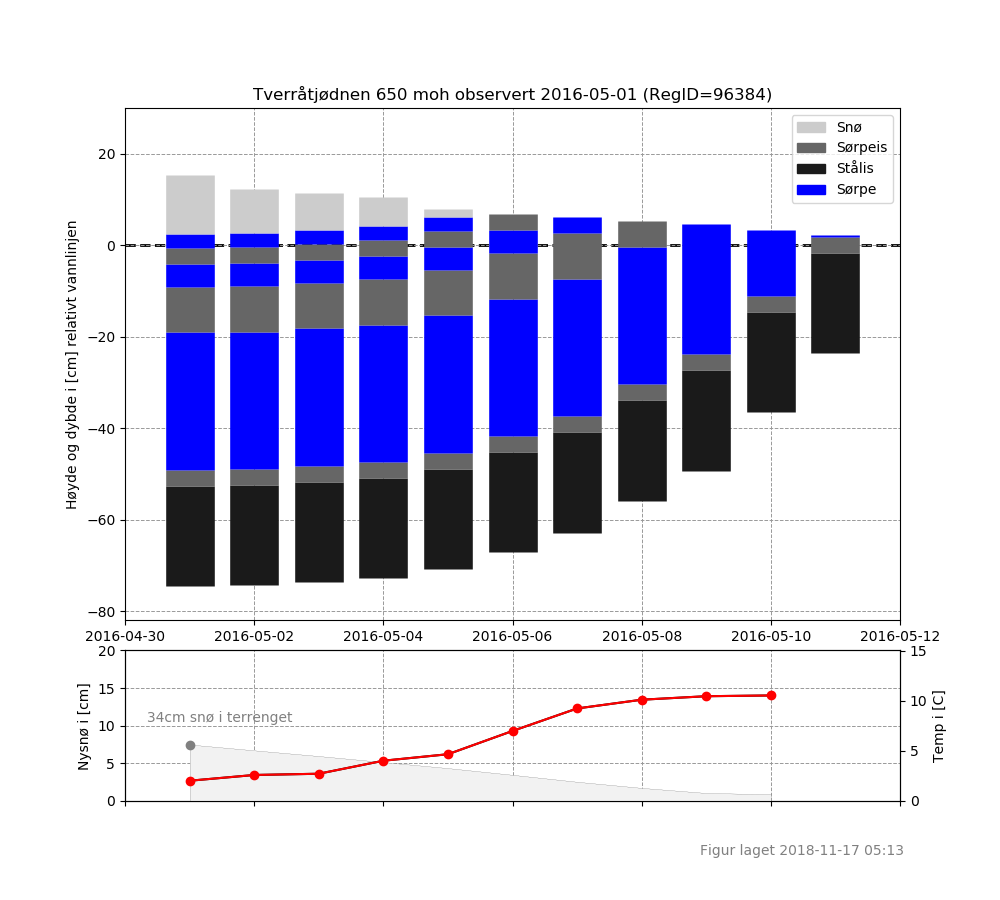 Tverråtjødnen 650 moh observert 2016-05-01 (RegID=96384)
Snø
Sørpeis
Stålis
Sørpe
Høyde og dybde i [cm] relativt vannlinjen
20
0
−20
−40
−60
−80
2016-04-30 2016-05-02 2016-05-04 2016-05-06 2016-05-08 2016-05-10 2016-05-12
Nysnø i [cm]
20
15
10
5
0
34cm snø i terrenget
15
10
5
0
Temp i [C]
Figur laget 2018-11-17 05:13